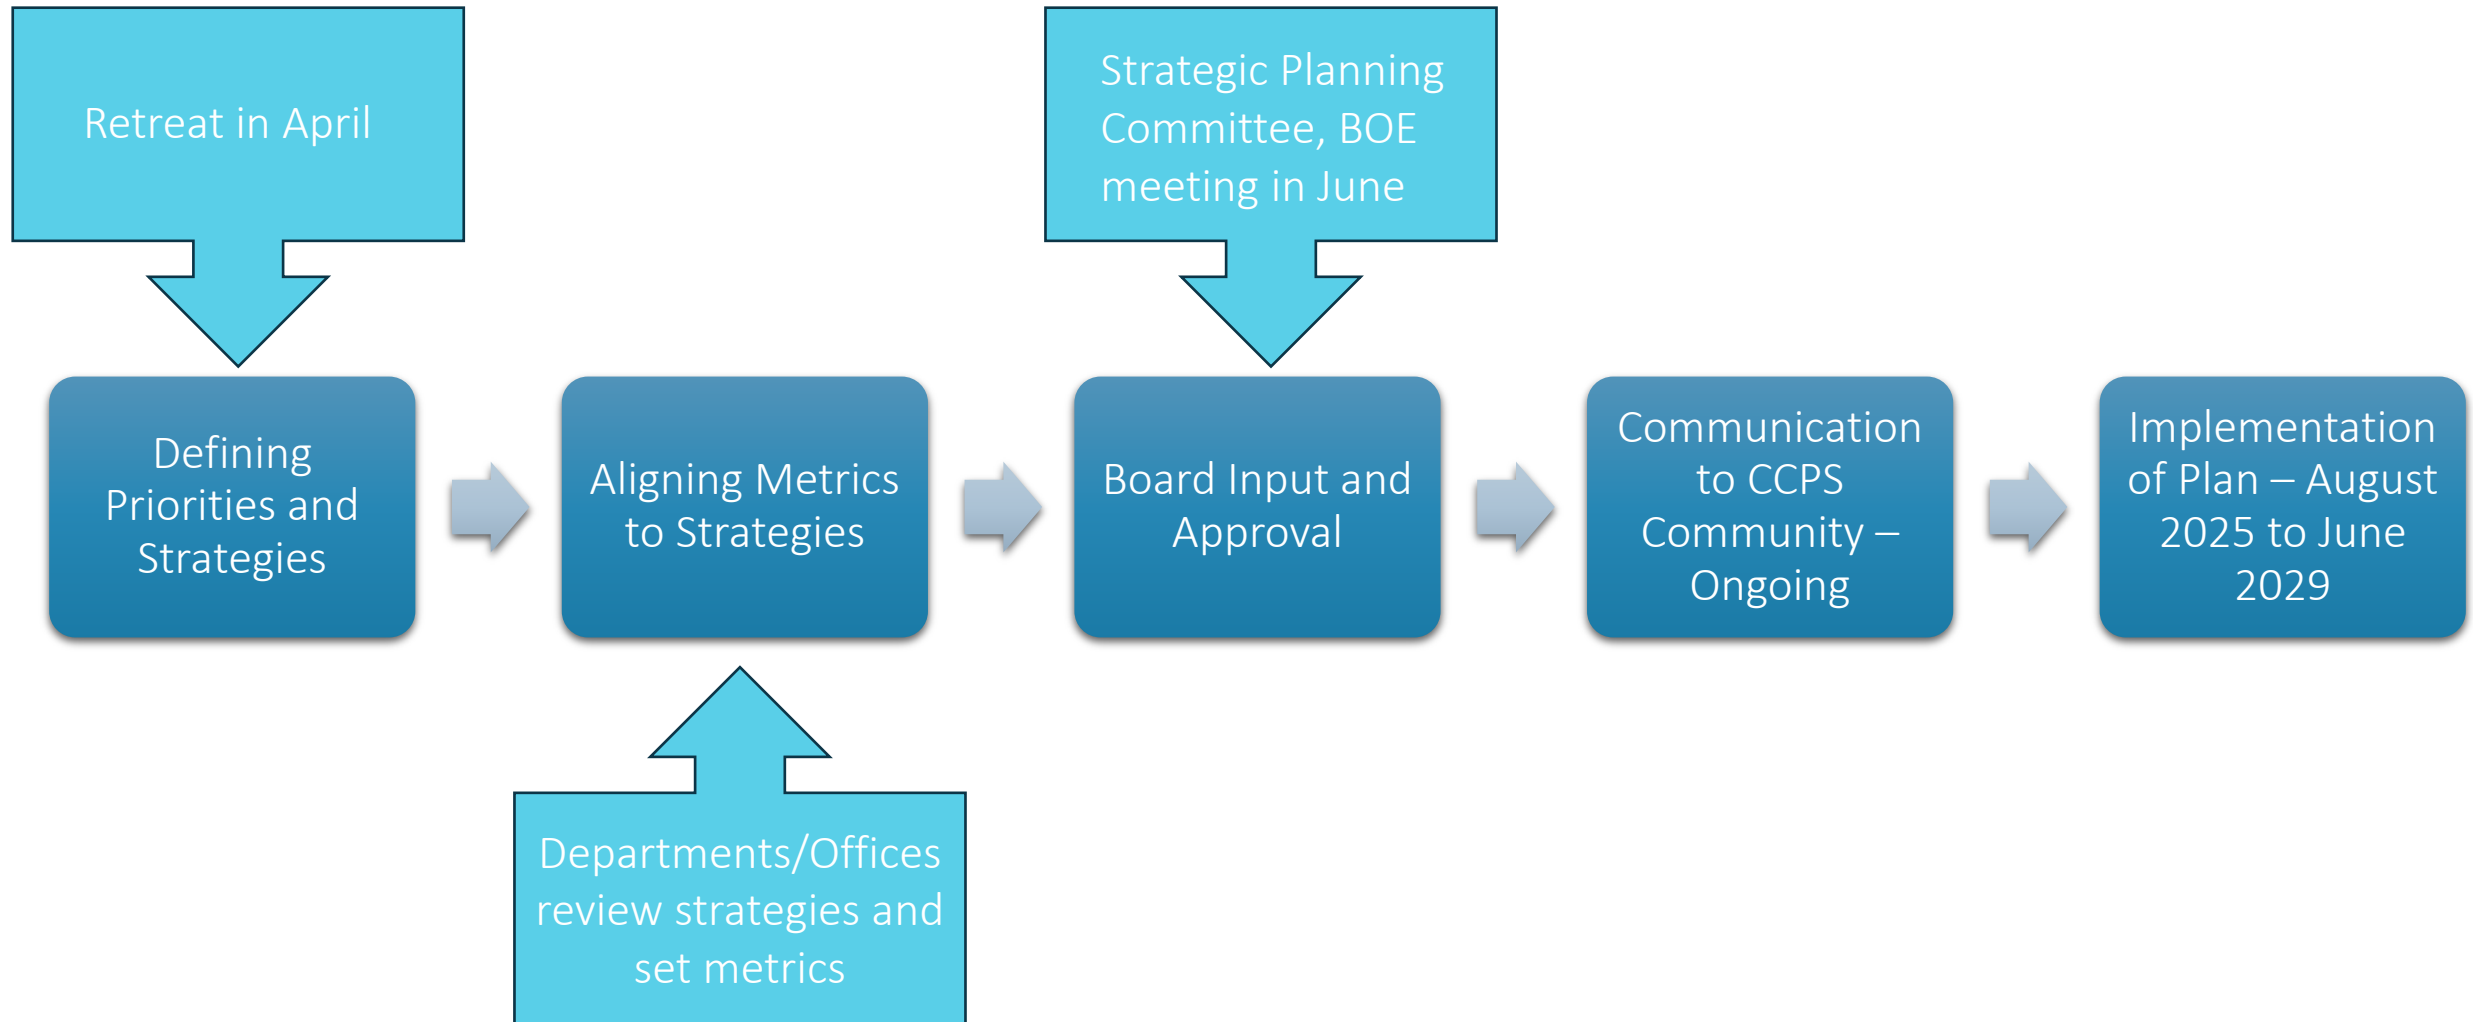 Retreat in April
Strategic Planning
Committee, BOE
meeting in June
Defining
Priorities and
Strategies
Aligning Metrics
to Strategies
Board Input and
Approval
Communication
to CCPS
Community –
Ongoing
Implementation
of Plan – August
2025 to June
2029
Departments/Offices
review strategies and
set metrics